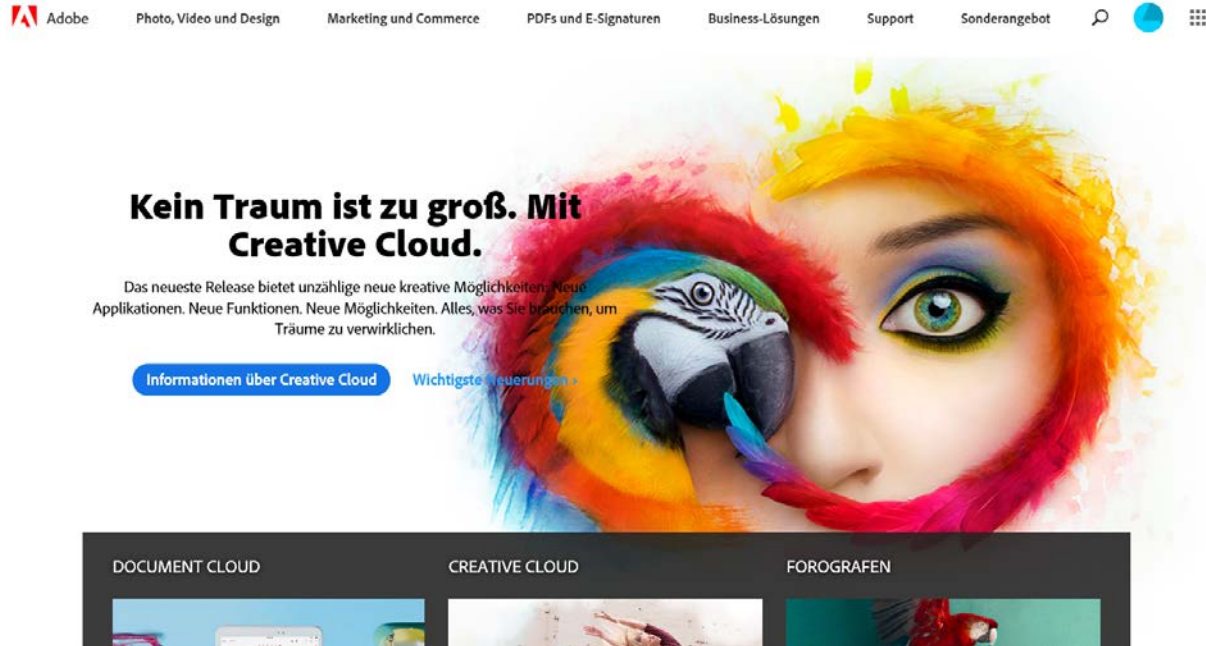 Adobe
Photo, Video und Design
Marketing und Commerce
PDFs und E-Signaturen
Business-Lösungen
Support
Sonderangebot
Kein Traum ist zu groß. Mit
Creative Cloud.
Das neueste Release bietet unzählige neue kreative Möglichkeiten: Neue
Applikationen. Neue Funktionen. Neue Möglichkeiten. Alles, was Sie brauchen, um
Träume zu verwirklichen.
Informationen über Creative Cloud
Wichtigste Neuerungen ›
DOCUMENT CLOUD
CREATIVE CLOUD
FOROGRAFEN